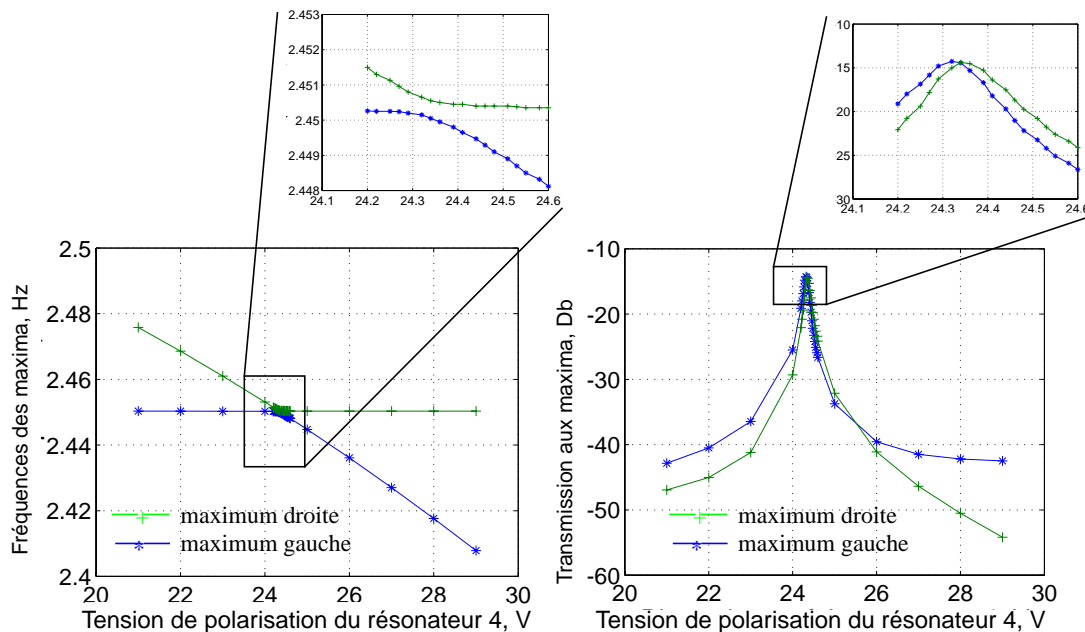 2.453
2.452
2.451
2.45
2.449
2.448
24.1 24.2 24.3 24.4 24.5 24.6
10
15
20
25
30
24.1 24.2 24.3 24.4 24.5 24.6
2.5
2.48
2.46
2.44
2.42
2.4
20 22 24 26 28 30
Fréquences des maxima, Hz
maximum droite
maximum gauche
Tension de polarisation du résonateur 4, V
-10
-20
-30
-40
-50
-60
20 22 24 26 28 30
Transmission aux maxima, Db
maximum droite
maximum gauche
Tension de polarisation du résonateur 4, V